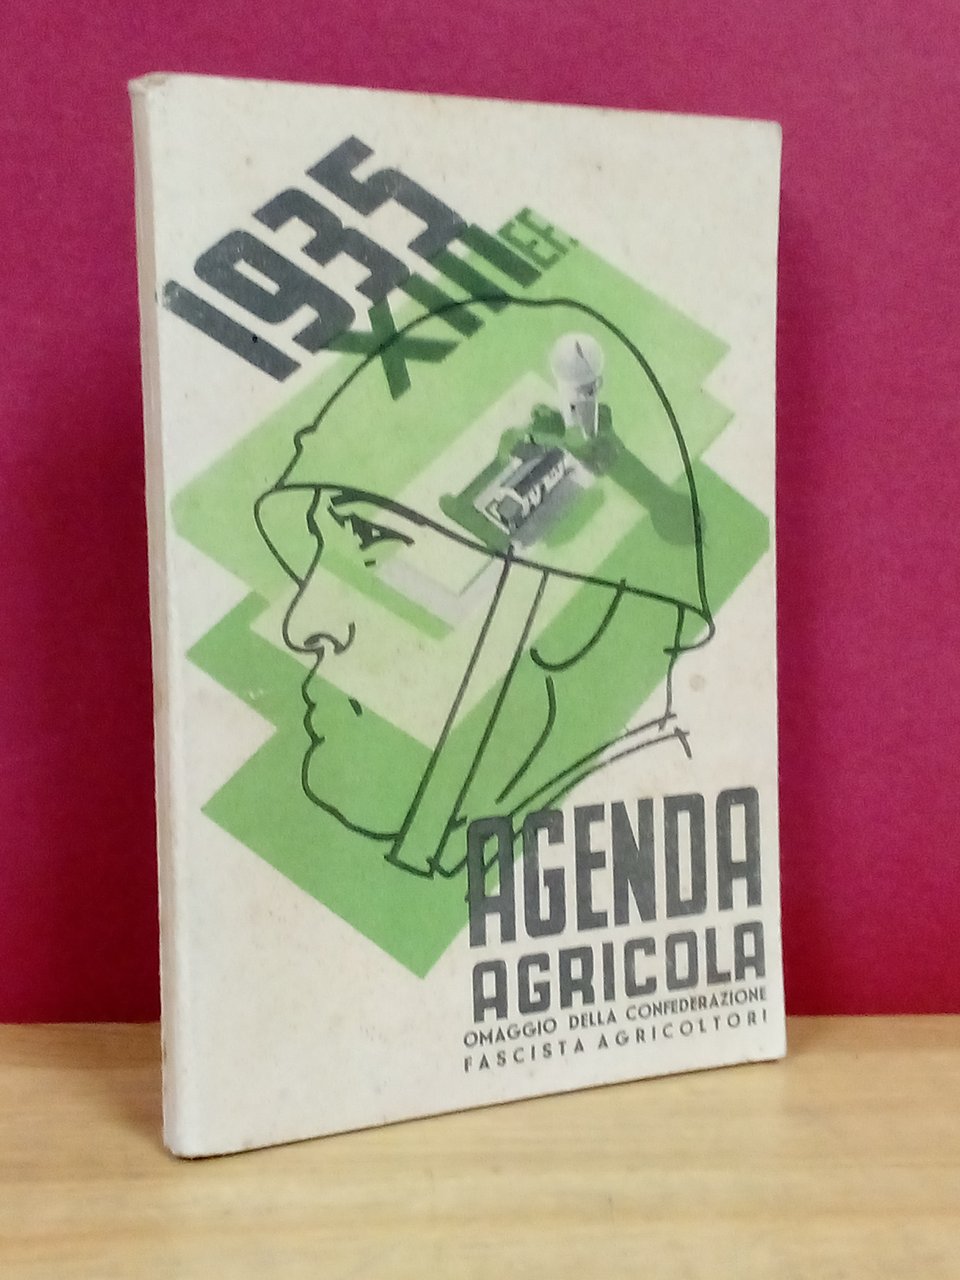 1935
XIII E.F.
AGENDA
AGRICOLA
OMAGGIO DELLA CONFEDERAZIONE
FASCISTA AGRICOLTORI